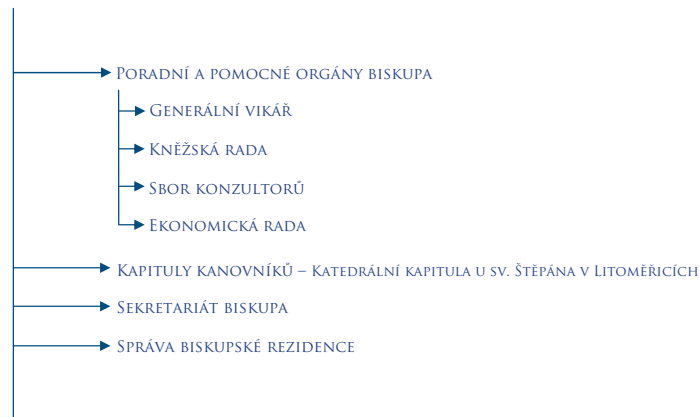 Poradní a pomocné orgány biskupa
Generální vikář
Kněžská rada
Sbor konzultorů
Ekonomická rada
Kapituly kanovníků – Katedrální kapitula u sv. Štěpána v Litoměřicích
Sekretariát biskupa
Správa biskupské rezidence